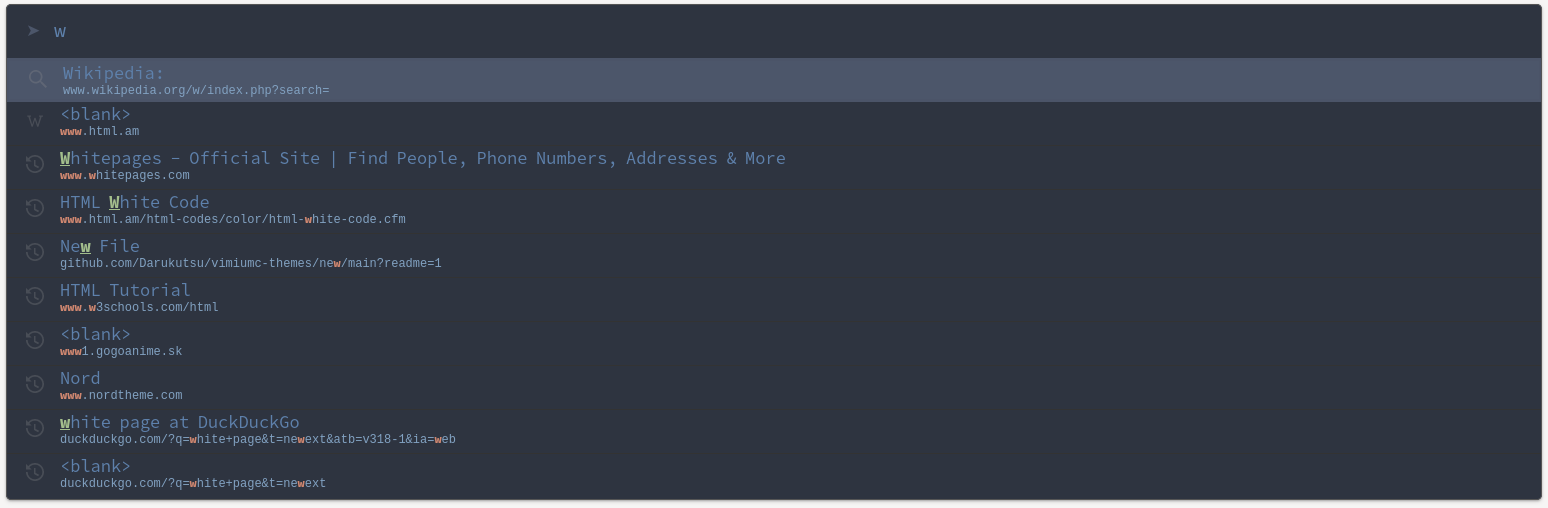 w
Wikipedia:
www.wikipedia.org/w/index.php?search=
W
<blank>
www.html.am
Whitepages – Official Site | Find People, Phone Numbers, Addresses & More
www.whitepages.com
HTML White Code
www.html.am/html-codes/color/html-white-code.cfm
New File
github.com/Darukutsu/vimiumc-themes/new/main?readme=1
HTML Tutorial
www.w3schools.com/html
<blank>
www1.gogoanime.sk
Nord
www.nordtheme.com
white page at DuckDuckGo
duckduckgo.com/?q=white+page&t=newext&atb=v318-1&ia=web
<blank>
duckduckgo.com/?q=white+page&t=newext